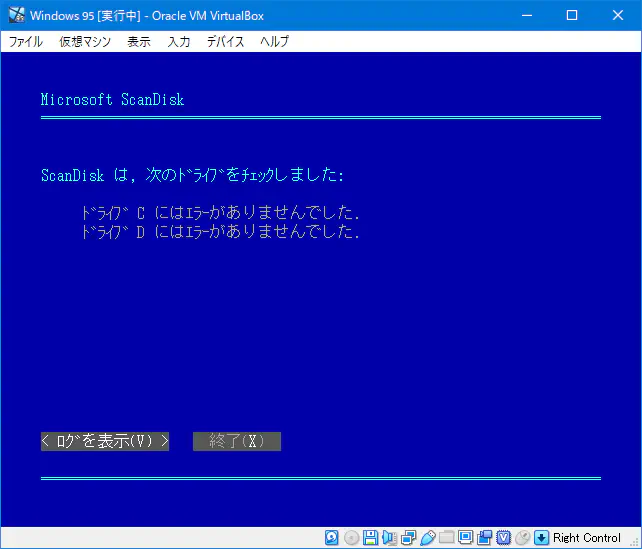 Windows 95 [実行中] - Oracle VM VirtualBox
ファイル 仮想マシン 表示 入力 デバイス ヘルプ
Microsoft ScanDisk
ScanDisk は, 次のﾄﾞﾗｲﾌﾞをﾁｪｯｸしました:
ﾄﾞﾗｲﾌﾞ C にはｴﾗｰがありませんでした.
ﾄﾞﾗｲﾌﾞ D にはｴﾗｰがありませんでした.
< ﾛｸﾞを表示(V) > 終了(X)
Right Control